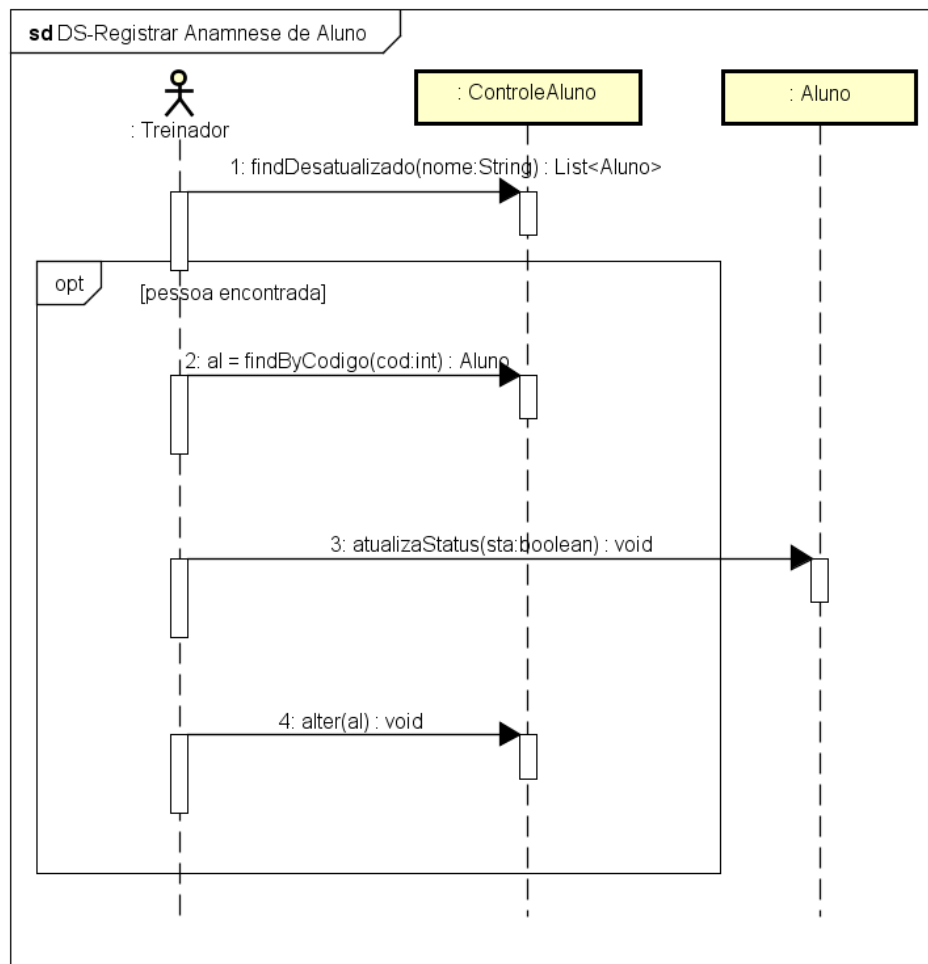 sd DS-Registrar Anamnese de Aluno
: Treinador
: ControleAluno
: Aluno
1: findDesatualizado(nome:String) : List<Aluno>
opt
[pessoa encontrada]
2: al = findByCodigo(cod:int) : Aluno
3: atualizaStatus(sta:boolean) : void
4: alter(al) : void